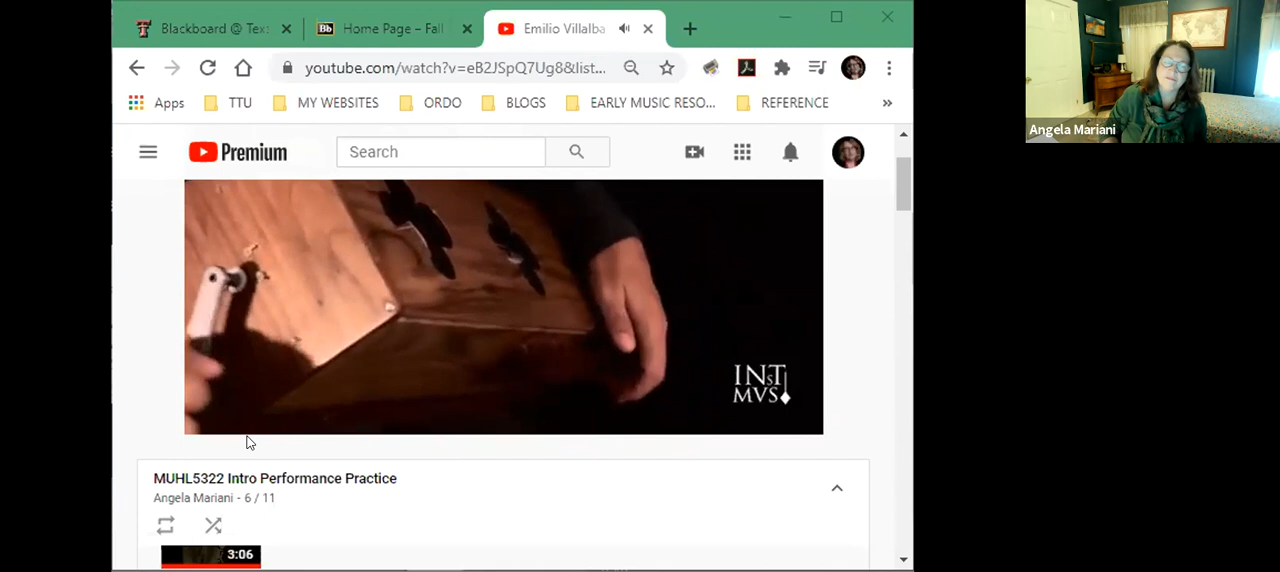 Blackboard @ Tex
Home Page – Fall
Emilio Villalba
youtube.com/watch?v=eB2JSpQ7Ug8&list...
Apps
TTU
MY WEBSITES
ORDO
BLOGS
EARLY MUSIC RESO...
REFERENCE
»
Premium
Search
INsT
MVS
MUHL5322 Intro Performance Practice
Angela Mariani - 6 / 11
3:06
Angela Mariani